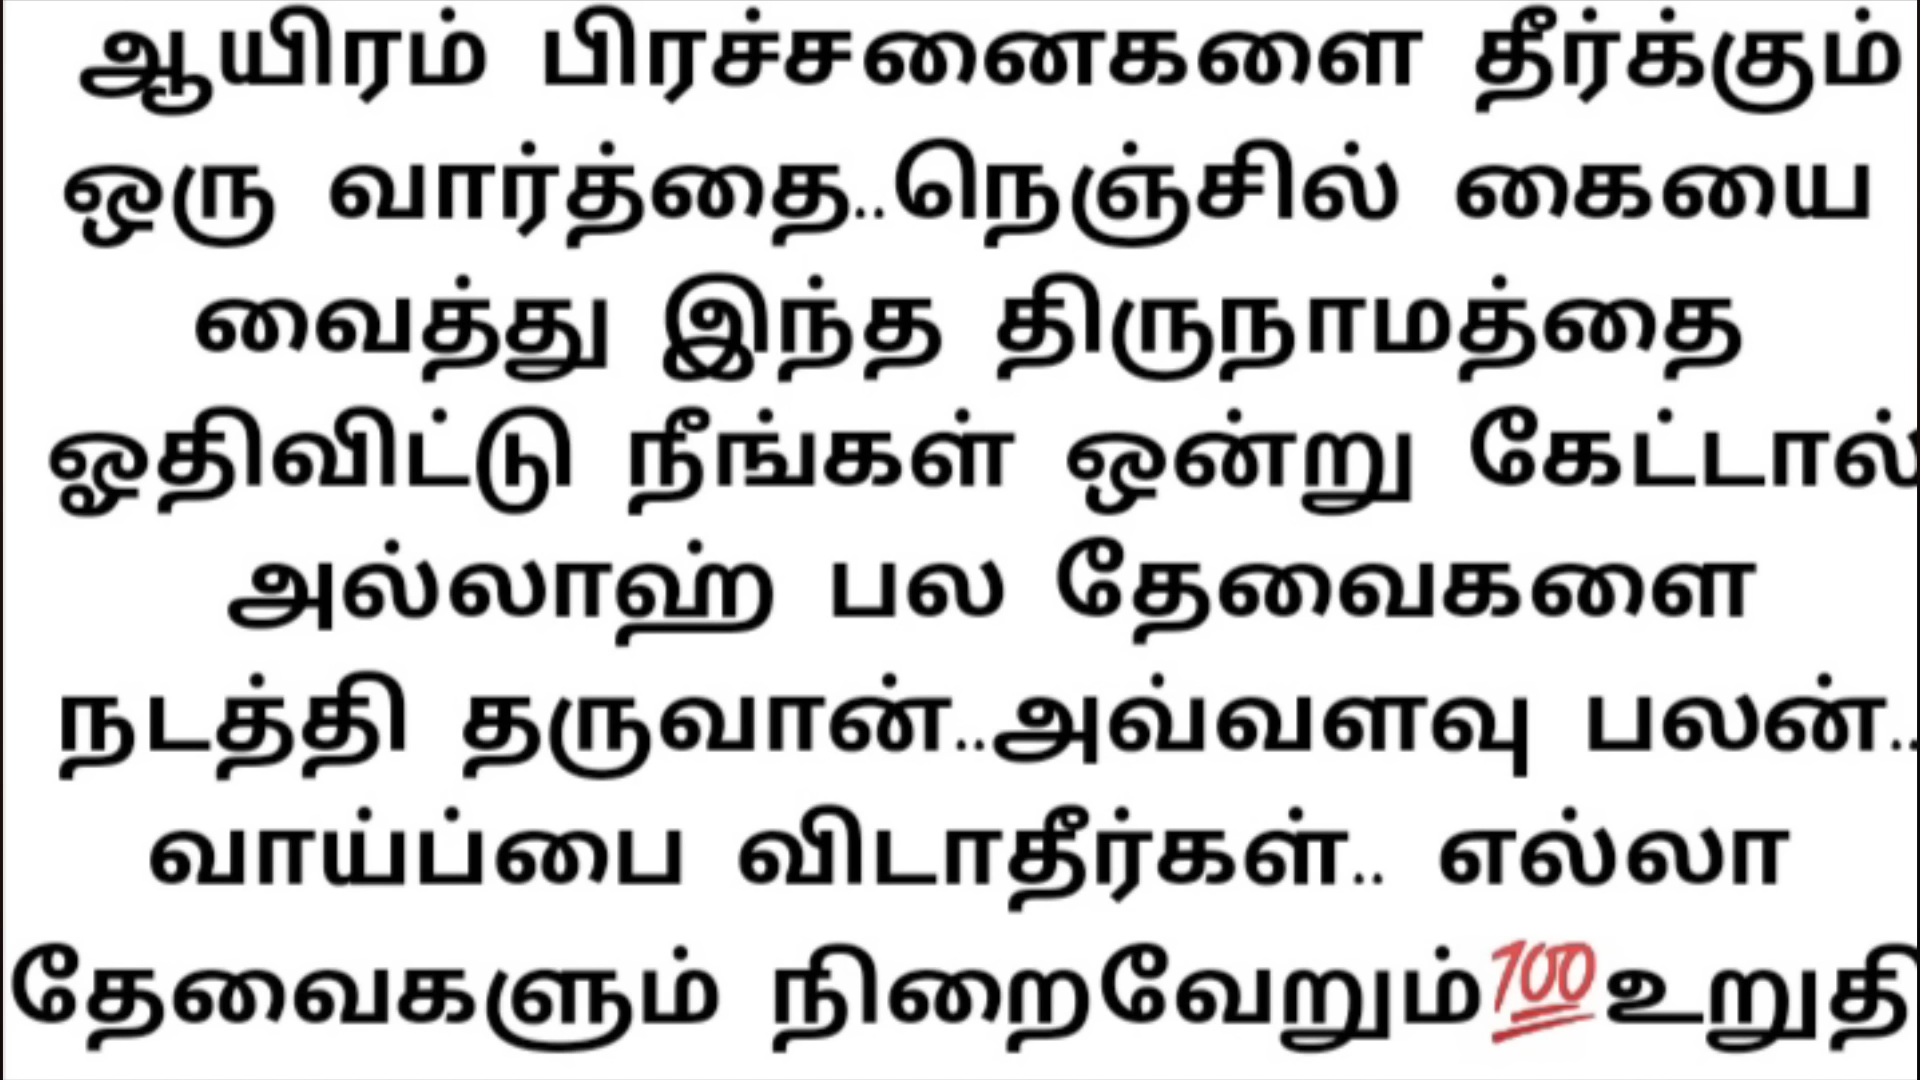 ஆயிரம் பிரச்சனைகளை தீர்க்கும்
ஒரு வார்த்தை..நெஞ்சில் கையை
வைத்து இந்த திருநாமத்தை
ஓதிவிட்டு நீங்கள் ஒன்று கேட்டால்
அல்லாஹ் பல தேவைகளை
நடத்தி தருவான்..அவ்வளவு பலன்..
வாய்ப்பை விடாதீர்கள்.. எல்லா
தேவைகளும் நிறைவேறும்💯உறுதி